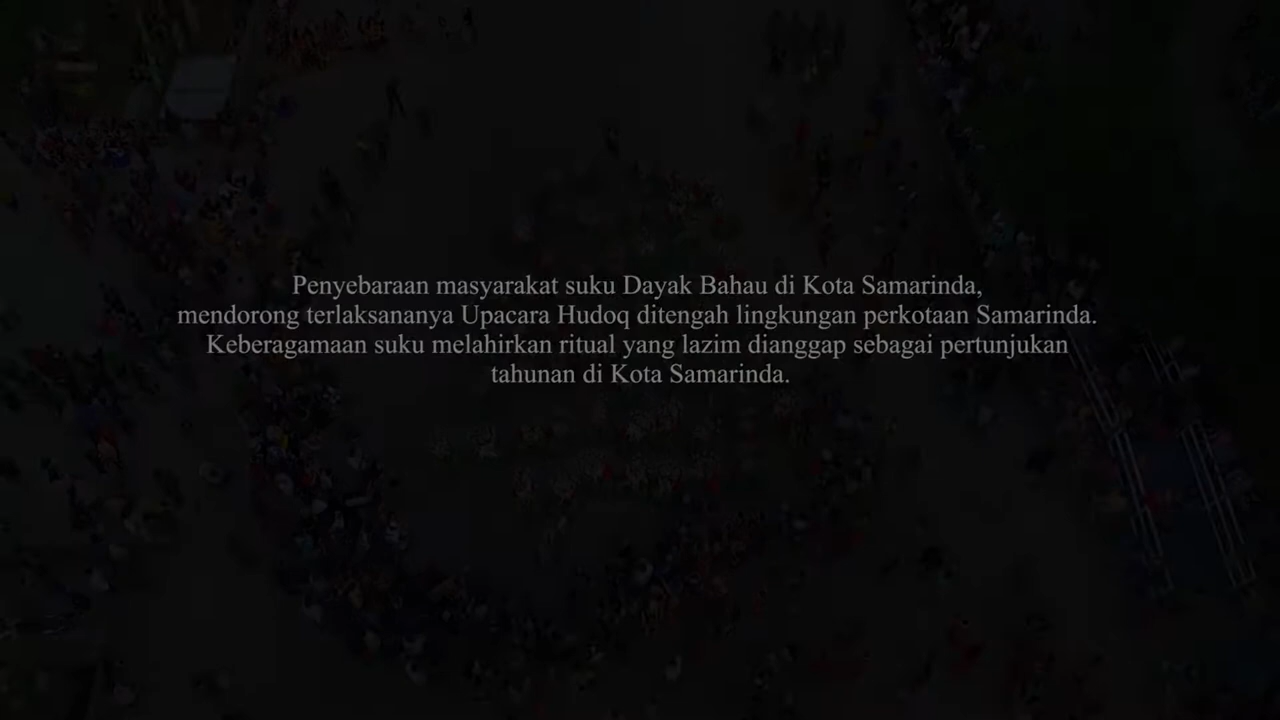 Penyebaraan masyarakat suku Dayak Bahau di Kota Samarinda,
mendorong terlaksananya Upacara Hudoq ditengah lingkungan perkotaan Samarinda.
Keberagamaan suku melahirkan ritual yang lazim dianggap sebagai pertunjukan
tahunan di Kota Samarinda.